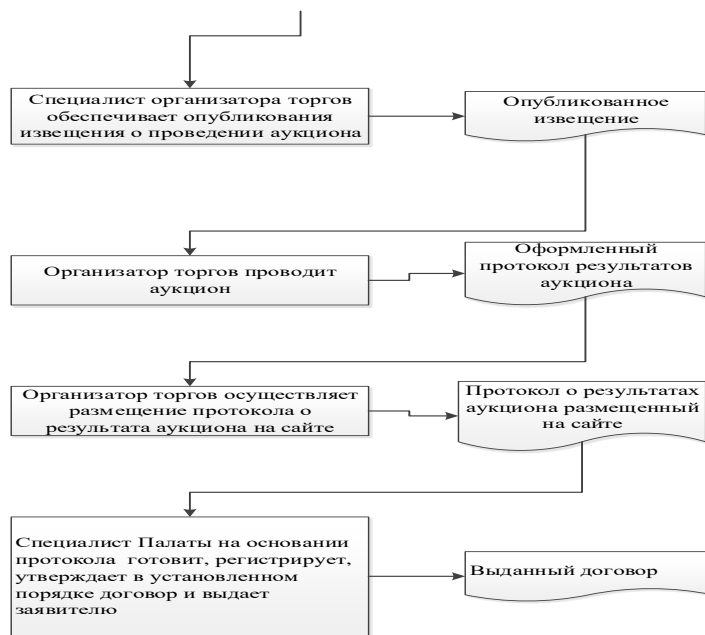 Специалист организатора торгов
обеспечивает опубликования
извещения о проведении аукциона
Опубликованное
извещение
Организатор торгов проводит
аукцион
Оформленный
протокол результатов
аукциона
Организатор торгов осуществляет
размещение протокола о
результата аукциона на сайте
Протокол о результатах
аукциона размещенный
на сайте
Специалист Палаты на основании
протокола готовит, регистрирует,
утверждает в установленном
порядке договор и выдает
заявителю
Выданный договор